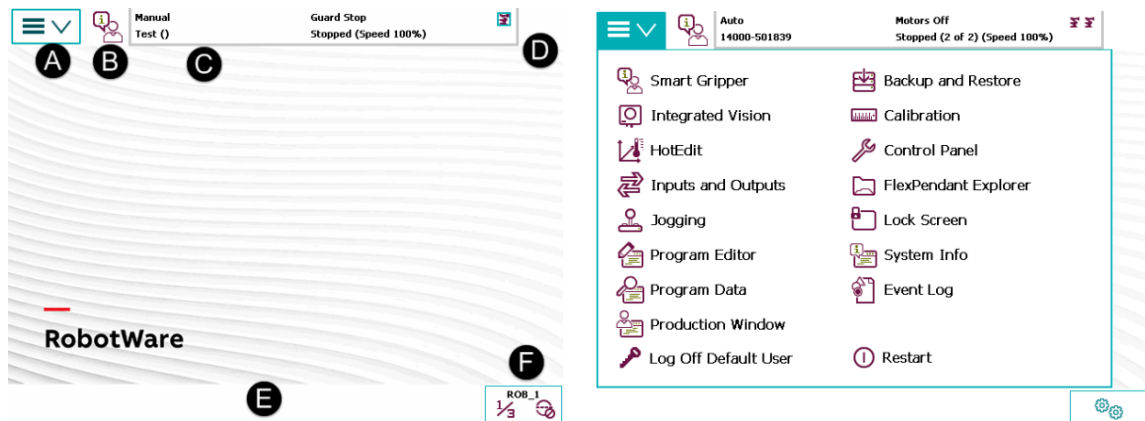 Manual
Test ()
Guard Stop
Stopped (Speed 100%)
A
B
C
D
RobotWare
E
F
ROB_1
1/3
Auto
14000-501839
Motors Off
Stopped (2 of 2) (Speed 100%)
Smart Gripper
Backup and Restore
Integrated Vision
Calibration
HotEdit
Control Panel
Inputs and Outputs
FlexPendant Explorer
Jogging
Lock Screen
Program Editor
System Info
Program Data
Event Log
Production Window
Log Off Default User
Restart